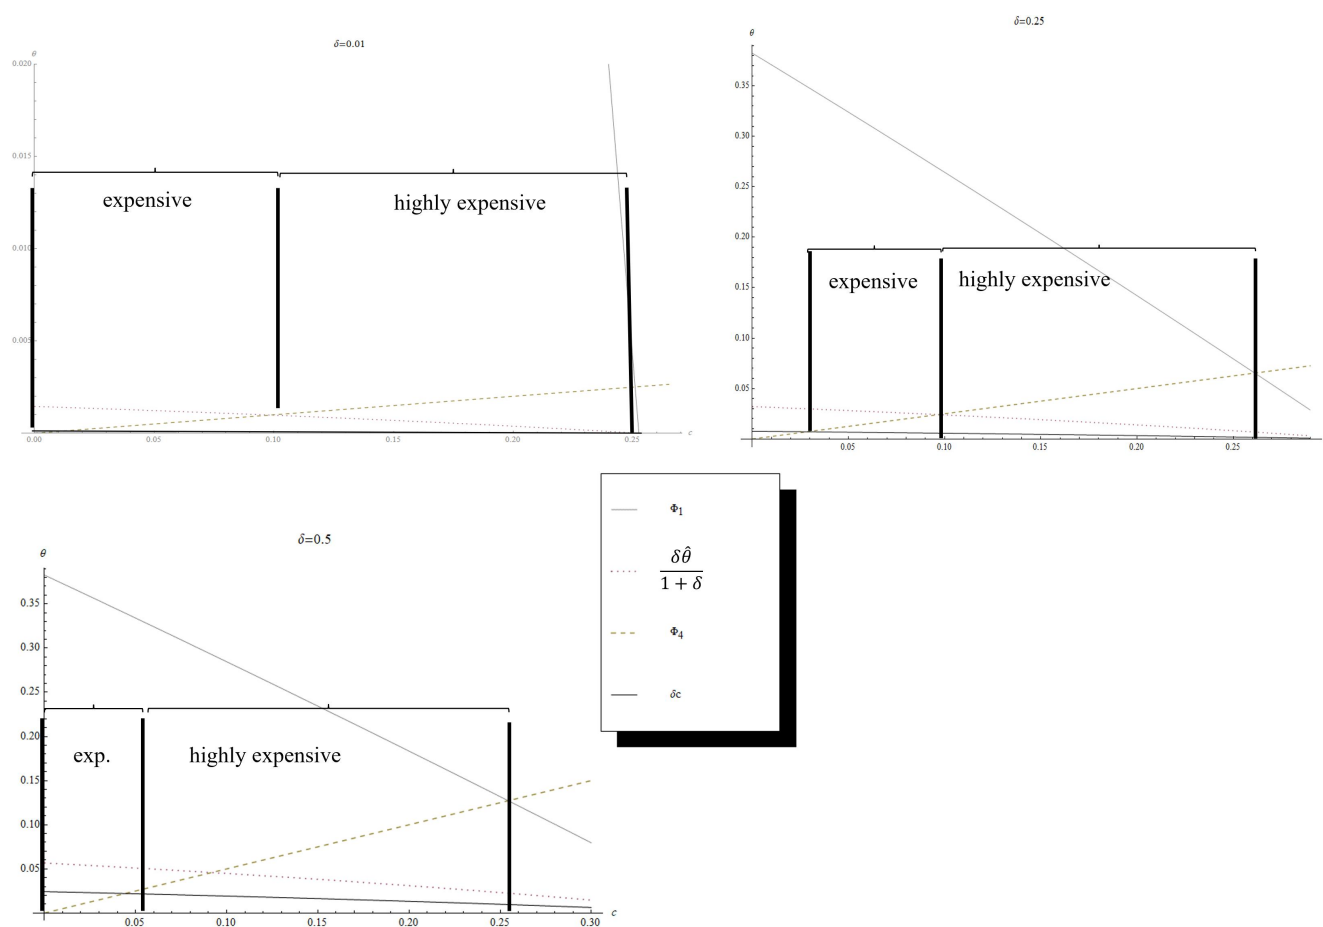 δ=0.01
θ
0.020
0.015
expensive
highly expensive
0.010
0.005
0.00 0.05 0.10 0.15 0.20 0.25 c
δ=0.25
θ
0.35
0.30
0.25
0.20
expensive
highly expensive
0.15
0.10
0.05
0.05 0.10 0.15 0.20 0.25
δ=0.5
θ
0.35
0.30
0.25
0.20
exp.
highly expensive
0.15
0.10
0.05
0.05 0.10 0.15 0.20 0.25 0.30 c
Φ₁
δθ̂
1 + δ
Φ₄
δc